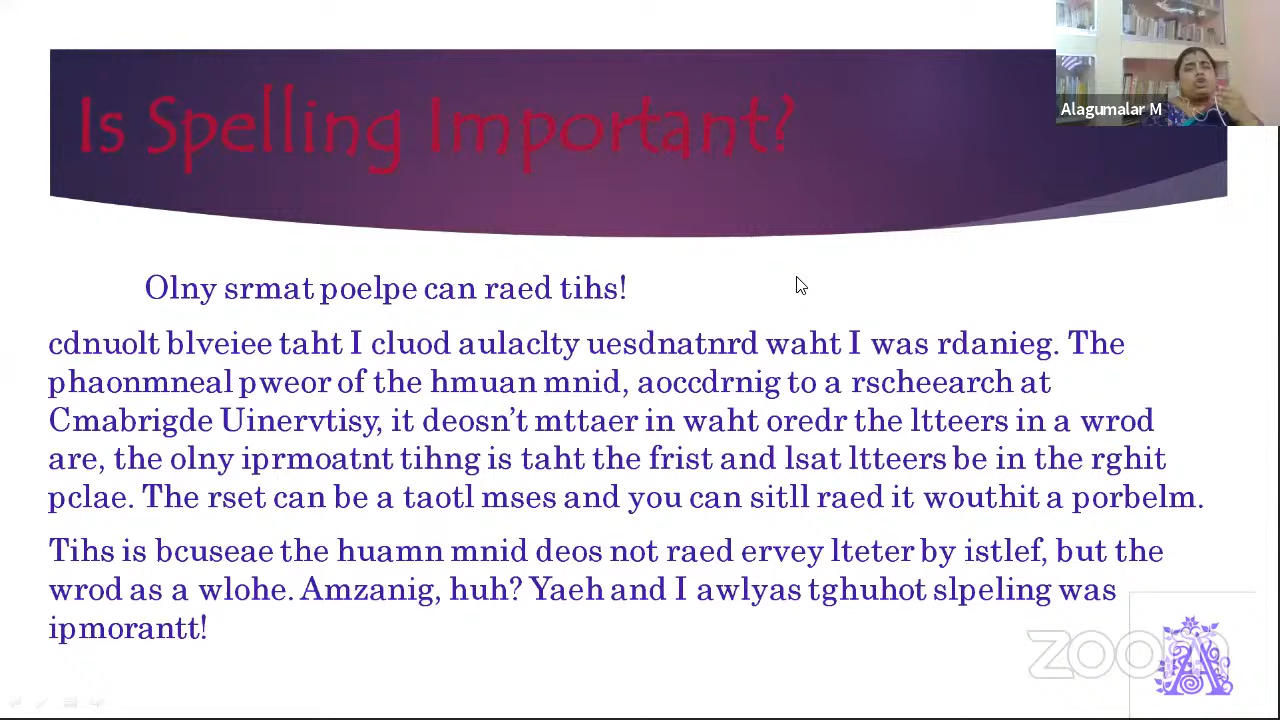 Is Spelling Important?
Alagumalar M
Olny srmat poelpe can raed tihs!
cdnuolt blveiee taht I cluod aulaclty uesdnatnrd waht I was rdanieg. The
phaonmneal pweor of the hmuan mnid, aoccdrnig to a rscheearch at
Cmabrigde Uinervtisy, it deosn’t mttaer in waht oredr the ltteers in a wrod
are, the olny iprmoatnt tihng is taht the frist and lsat ltteers be in the rghit
pclae. The rset can be a taotl mses and you can sitll raed it wouthit a porbelm.
Tihs is bcuseae the huamn mnid deos not raed ervey lteter by istlef, but the
wrod as a wlohe. Amzanig, huh? Yaeh and I awlyas tghuhot slpeling was
ipmorantt!
zoom
A